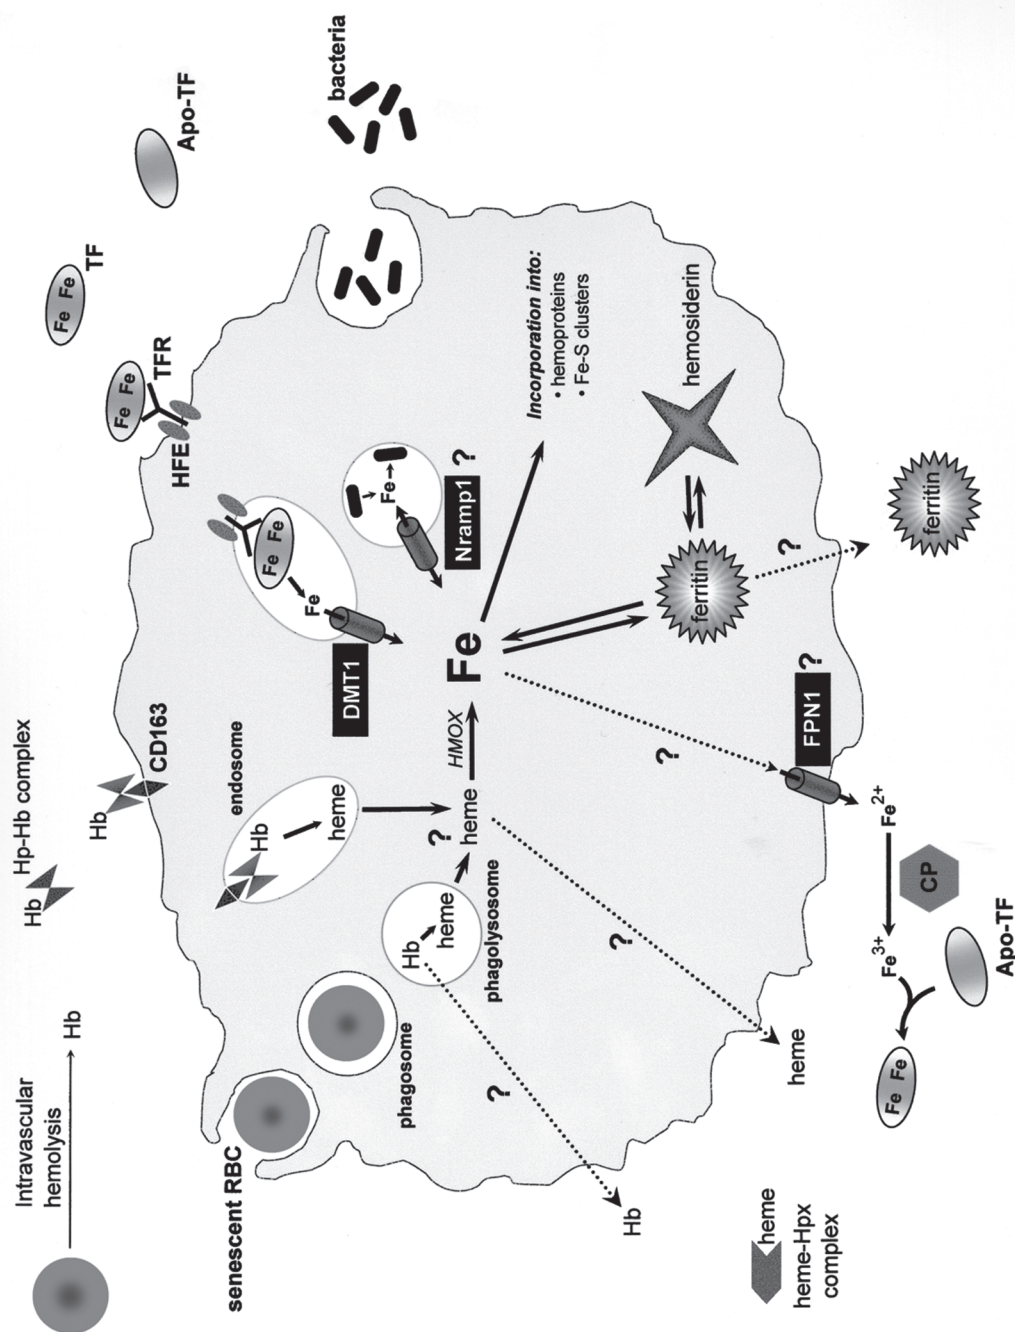 Intravascular
hemolysis
Hb
Hb
Hp-Hb complex
Hb
CD163
HFE
TFR
Fe Fe
Fe Fe
TF
Apo-TF
bacteria
senescent RBC
phagosome
Hb
heme
phagolysosome
endosome
Hb
heme
?
heme
HMOX
Fe
DMT1
Fe
Fe Fe
Fe
Nramp1
?
Incorporation into:
• hemoproteins
• Fe-S clusters
hemosiderin
ferritin
?
ferritin
?
FPN1
?
?
Hb
?
heme
heme
heme-Hpx
complex
Fe2+
CP
Fe3+
Fe Fe
Apo-TF